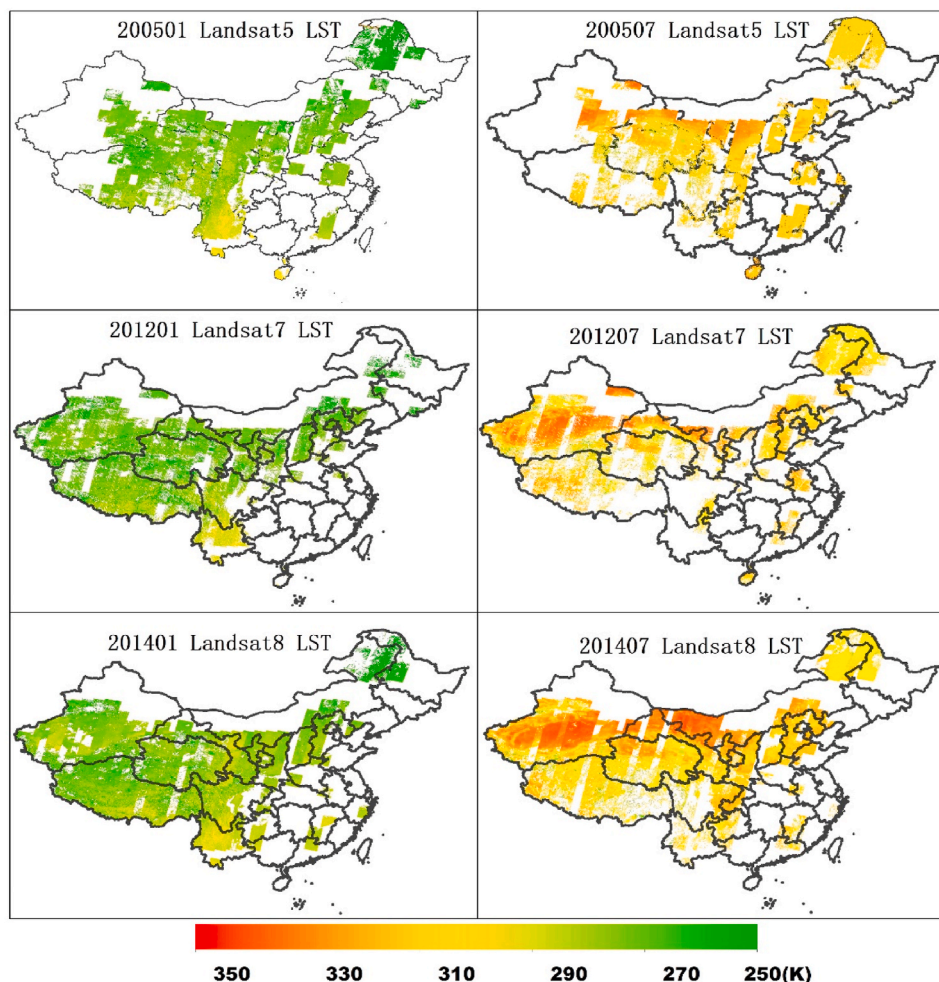 200501 Landsat5 LST
200507 Landsat5 LST
201201 Landsat7 LST
201207 Landsat7 LST
201401 Landsat8 LST
201407 Landsat8 LST
350 330 310 290 270 250(K)